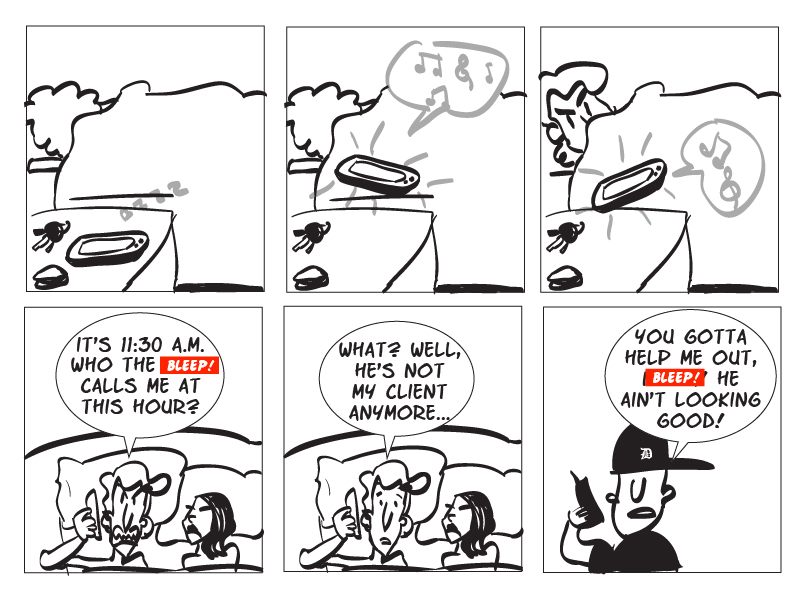 zzzz
IT'S 11:30 A.M.
WHO THE BLEEP!
CALLS ME AT
THIS HOUR?
WHAT? WELL,
HE'S NOT
MY CLIENT
ANYMORE...
YOU GOTTA
HELP ME OUT,
BLEEP! HE
AIN'T LOOKING
GOOD!
D